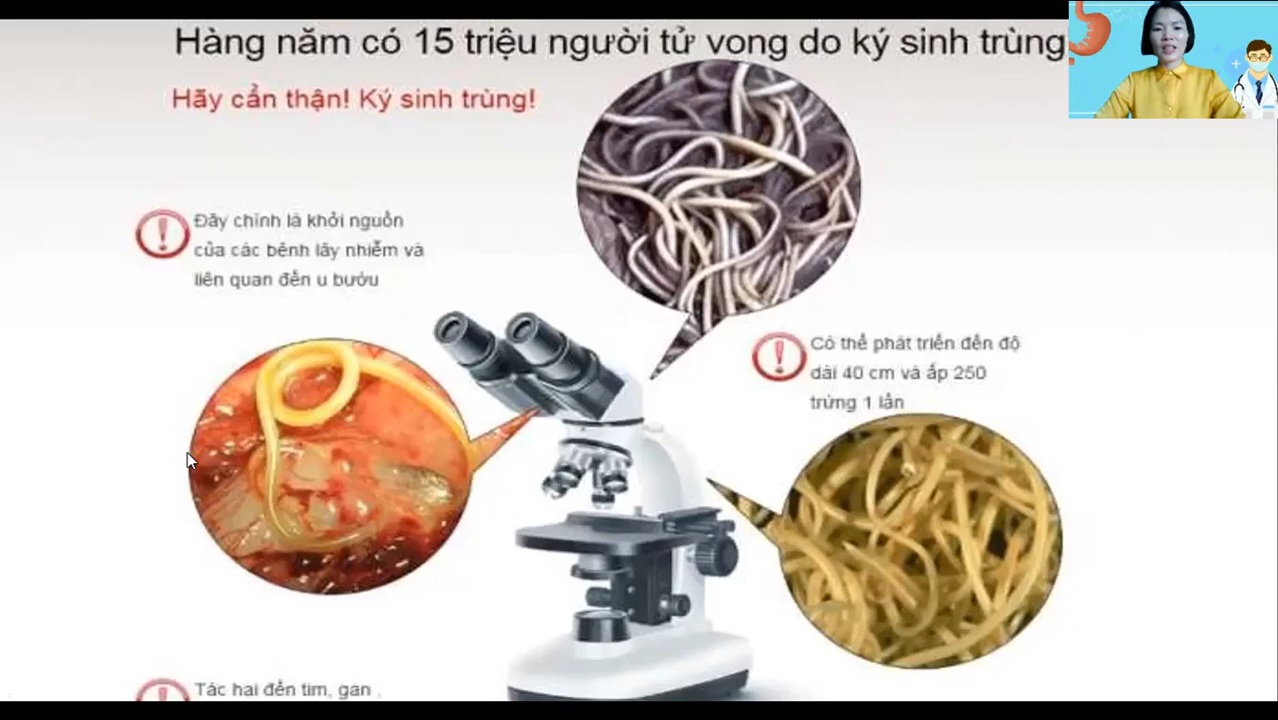 Hàng năm có 15 triệu người tử vong do ký sinh trùng
Hãy cẩn thận! Ký sinh trùng!
Đây chính là khởi nguồn
của các bệnh lây nhiễm và
liên quan đến u bướu
Có thể phát triển đến độ
dài 40 cm và ấp 250
trứng 1 lần
Tác hại đến tim, gan ,